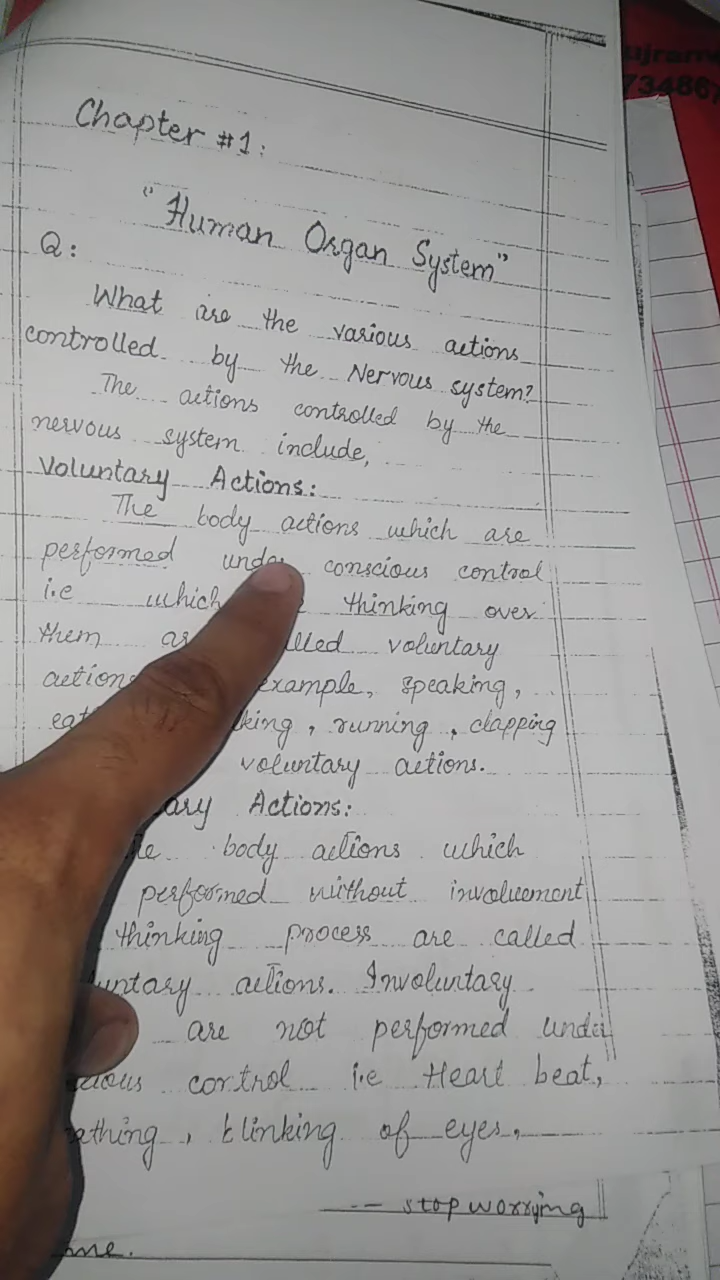 Chapter #1:
"Human Organ System"
Q:
What are the various actions
controlled by the Nervous system?
The actions controlled by the
nervous system include,
Voluntary Actions:
The body actions which are
performed under conscious control
i.e which thinking over
them voluntary
example, speaking,
running, clapping
voluntary actions.
Actions:
body actions which
performed without involvement
thinking process are called
actions. Involuntary
are not performed under
control i.e Heart beat,
blinking of eyes,
-- stop worrying
734867